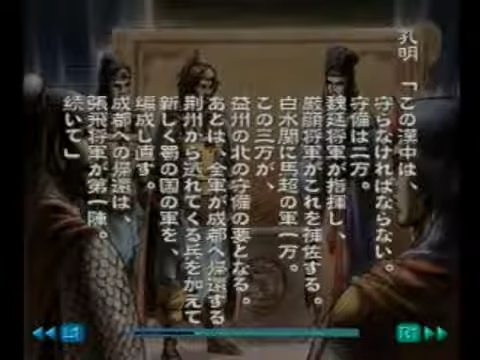 孔明　「この漢中は、
守らなければならない。
守備は二万。
魏延将軍が指揮し、
厳顔将軍がこれを補佐する。
白水関に馬超の軍一万。
この三万が、
益州の北の守備の要となる。
あとは、全軍が成都へ帰還する
荊州から送れてくる兵を加えて、
新しく蜀の国の軍を、
編成し直す。
成都への帰還は、
張飛将軍が第一陣。
続いて」
L1
R1